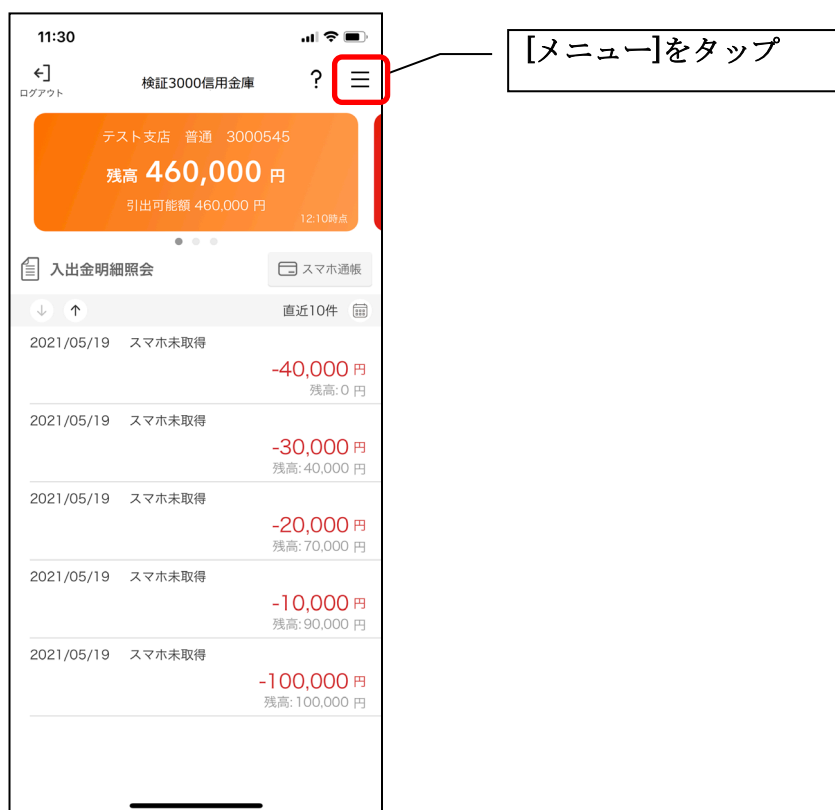 11:30
ログアウト
検証3000信用金庫
?
[メニュー]をタップ
テスト支店 普通 3000545
残高 460,000 円
引出可能額 460,000 円
12:10時点
入出金明細照会
スマホ通帳
↓ ↑ 直近10件
2021/05/19 スマホ未取得
-40,000 円
残高: 0 円
2021/05/19 スマホ未取得
-30,000 円
残高: 40,000 円
2021/05/19 スマホ未取得
-20,000 円
残高: 70,000 円
2021/05/19 スマホ未取得
-10,000 円
残高: 90,000 円
2021/05/19 スマホ未取得
-100,000 円
残高: 100,000 円